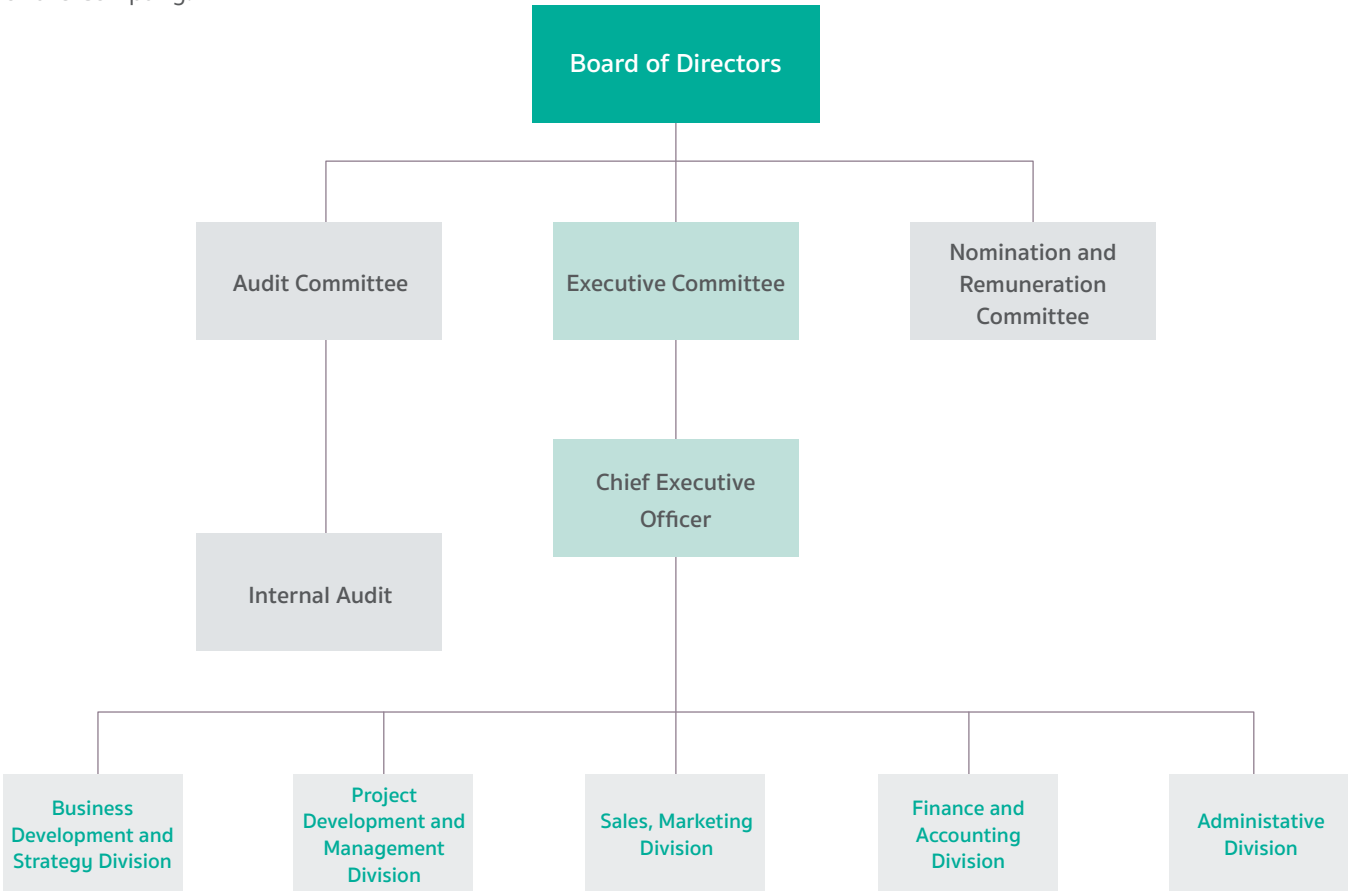 Board of Directors
Audit Committee
Executive Committee
Nomination and
Remuneration
Committee
Chief Executive
Officer
Internal Audit
Business
Development and
Strategy Division
Project
Development and
Management
Division
Sales, Marketing
Division
Finance and
Accounting
Division
Administative
Division